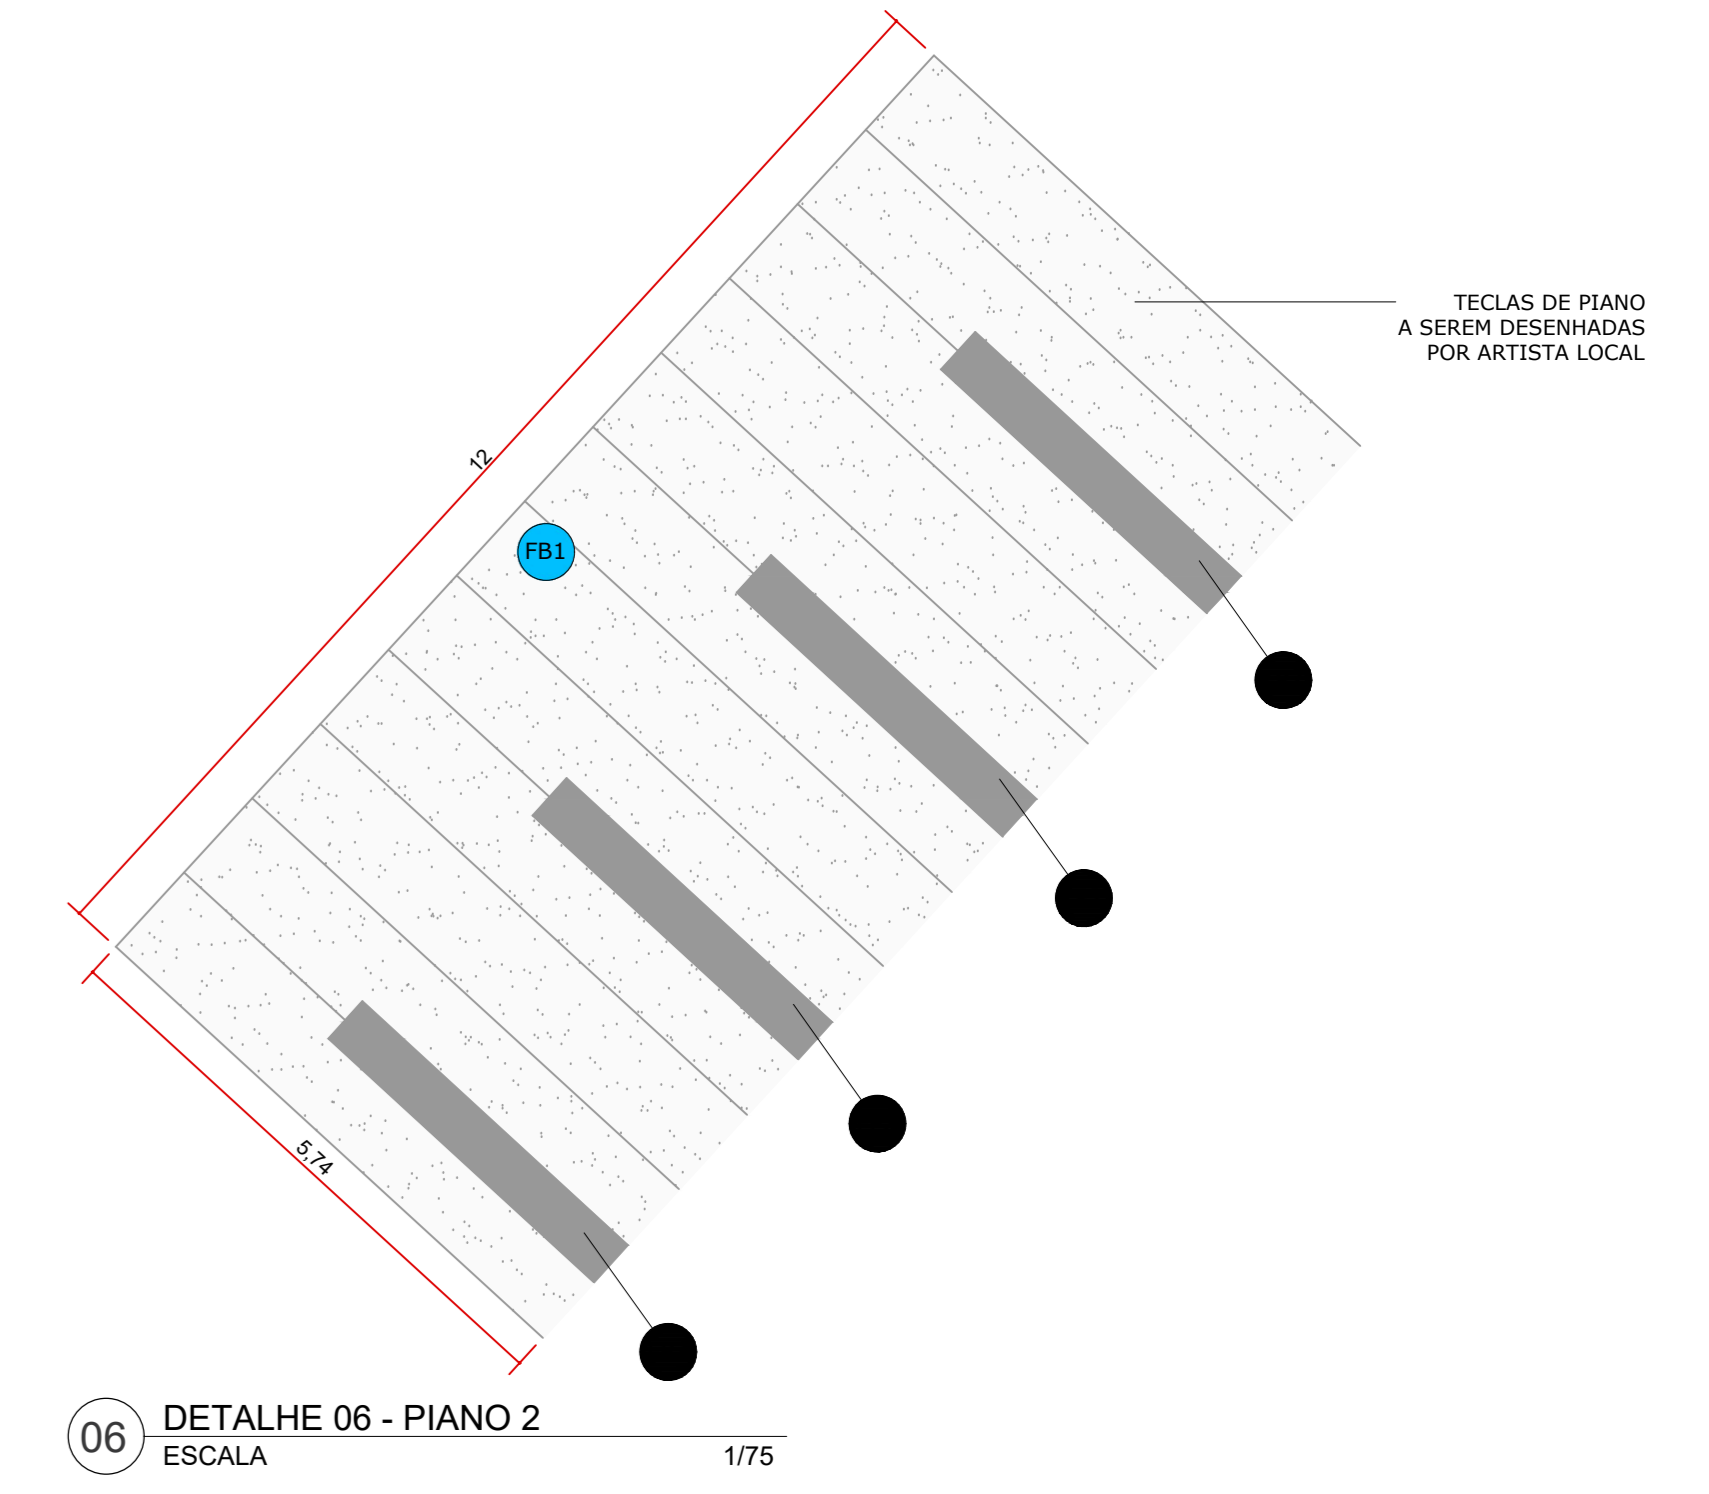 12
TECLAS DE PIANO
A SEREM DESENHADAS
POR ARTISTA LOCAL
FB1
5,74
06
DETALHE 06 - PIANO 2
ESCALA 1/75